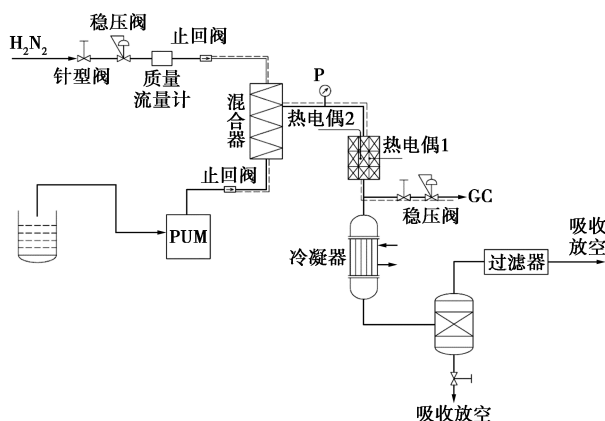 稳压阀
H₂N₂
止回阀
针型阀
质量
流量计
混合器
P
热电偶2
热电偶1
止回阀
GC
稳压阀
PUM
冷凝器
吸收
放空
过滤器
吸收放空